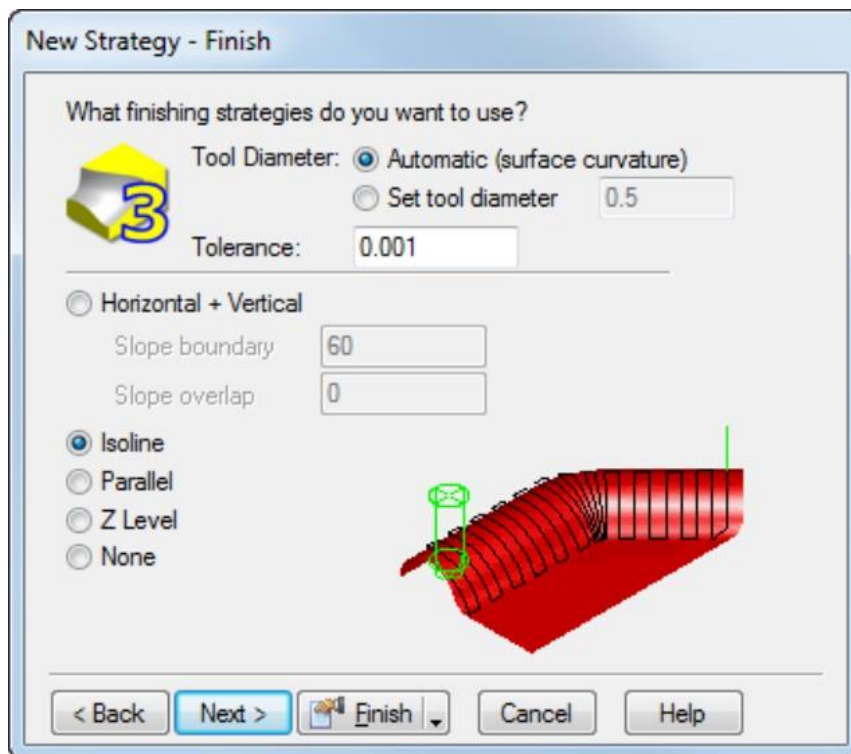 New Strategy - Finish
What finishing strategies do you want to use?
Tool Diameter: Automatic (surface curvature)
Set tool diameter 0.5
3
Tolerance: 0.001
Horizontal + Vertical
Slope boundary 60
Slope overlap 0
Isoline
Parallel
Z Level
None
< Back Next > Finish Cancel Help